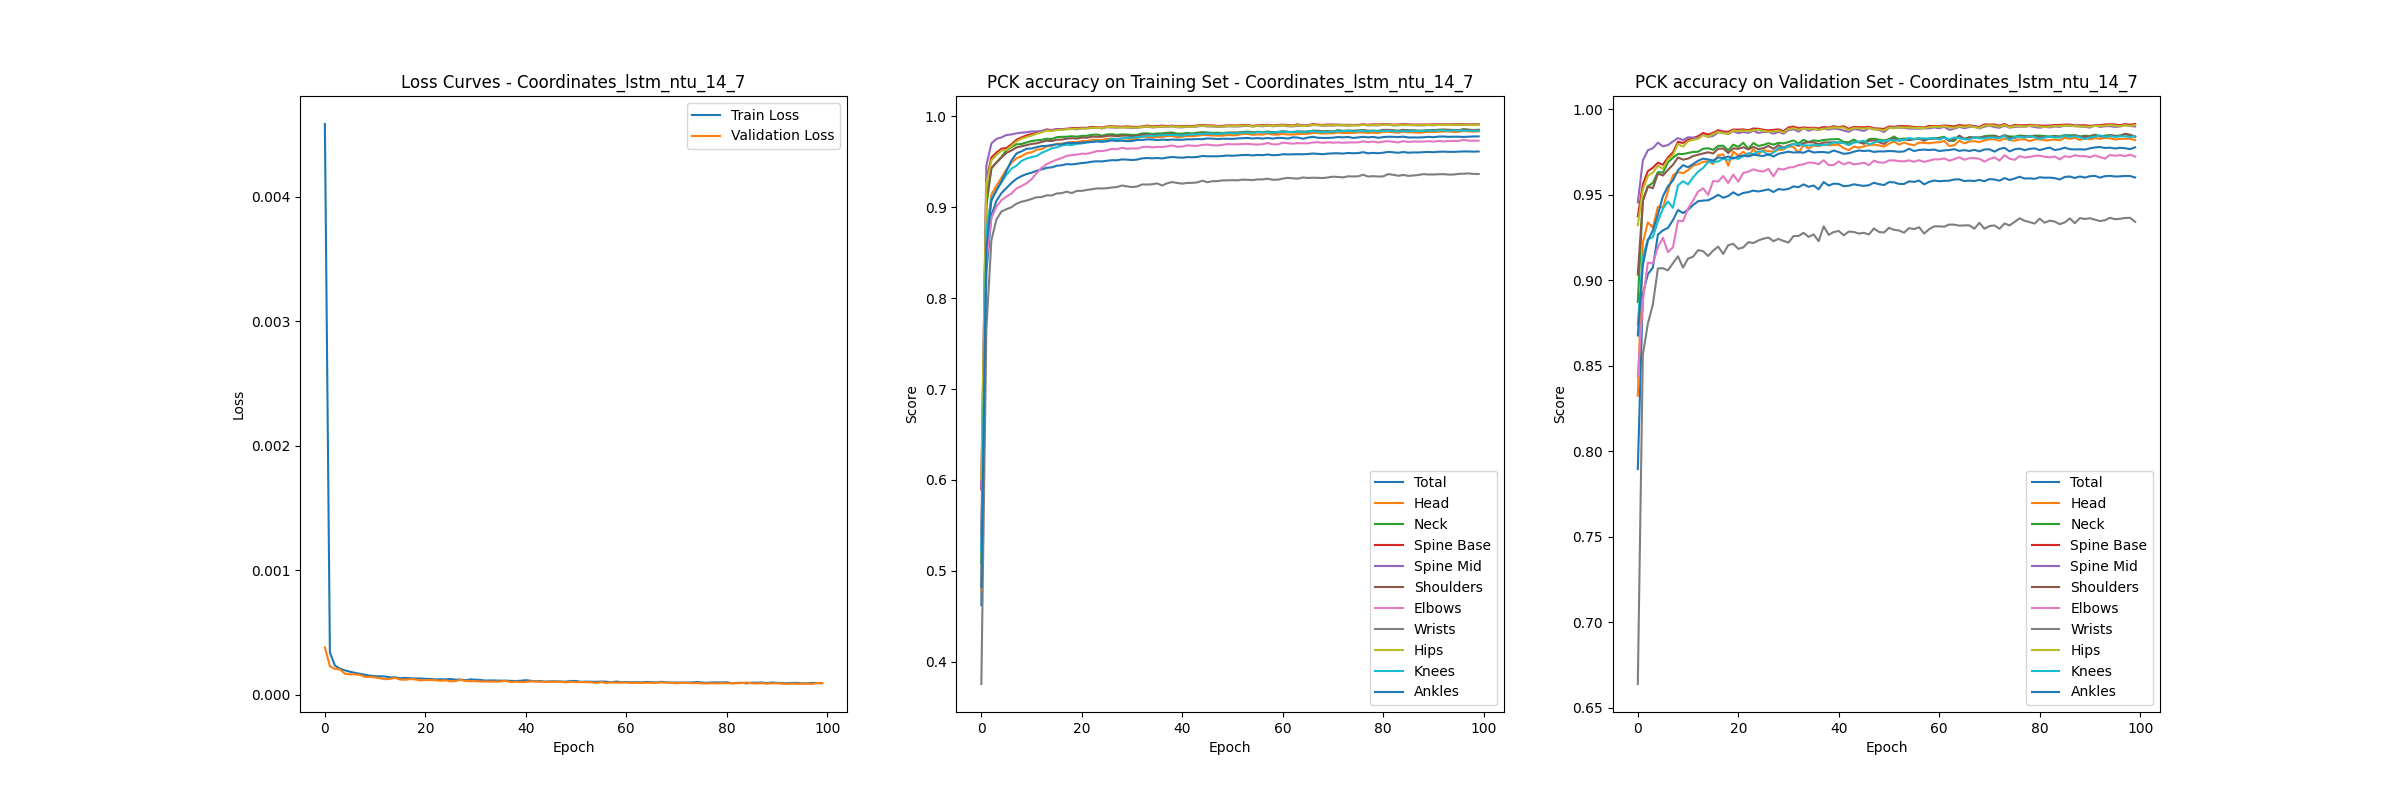 Loss Curves - Coordinates_lstm_ntu_14_7
Train Loss
Validation Loss
0.004
0.003
0.002
0.001
0.000
Loss
0
20
40
60
80
100
Epoch
PCK accuracy on Training Set - Coordinates_lstm_ntu_14_7
1.0
0.9
0.8
0.7
0.6
0.5
0.4
Score
Total
Head
Neck
Spine Base
Spine Mid
Shoulders
Elbows
Wrists
Hips
Knees
Ankles
0
20
40
60
80
100
Epoch
PCK accuracy on Validation Set - Coordinates_lstm_ntu_14_7
1.00
0.95
0.90
0.85
0.80
0.75
0.70
0.65
Score
Total
Head
Neck
Spine Base
Spine Mid
Shoulders
Elbows
Wrists
Hips
Knees
Ankles
0
20
40
60
80
100
Epoch